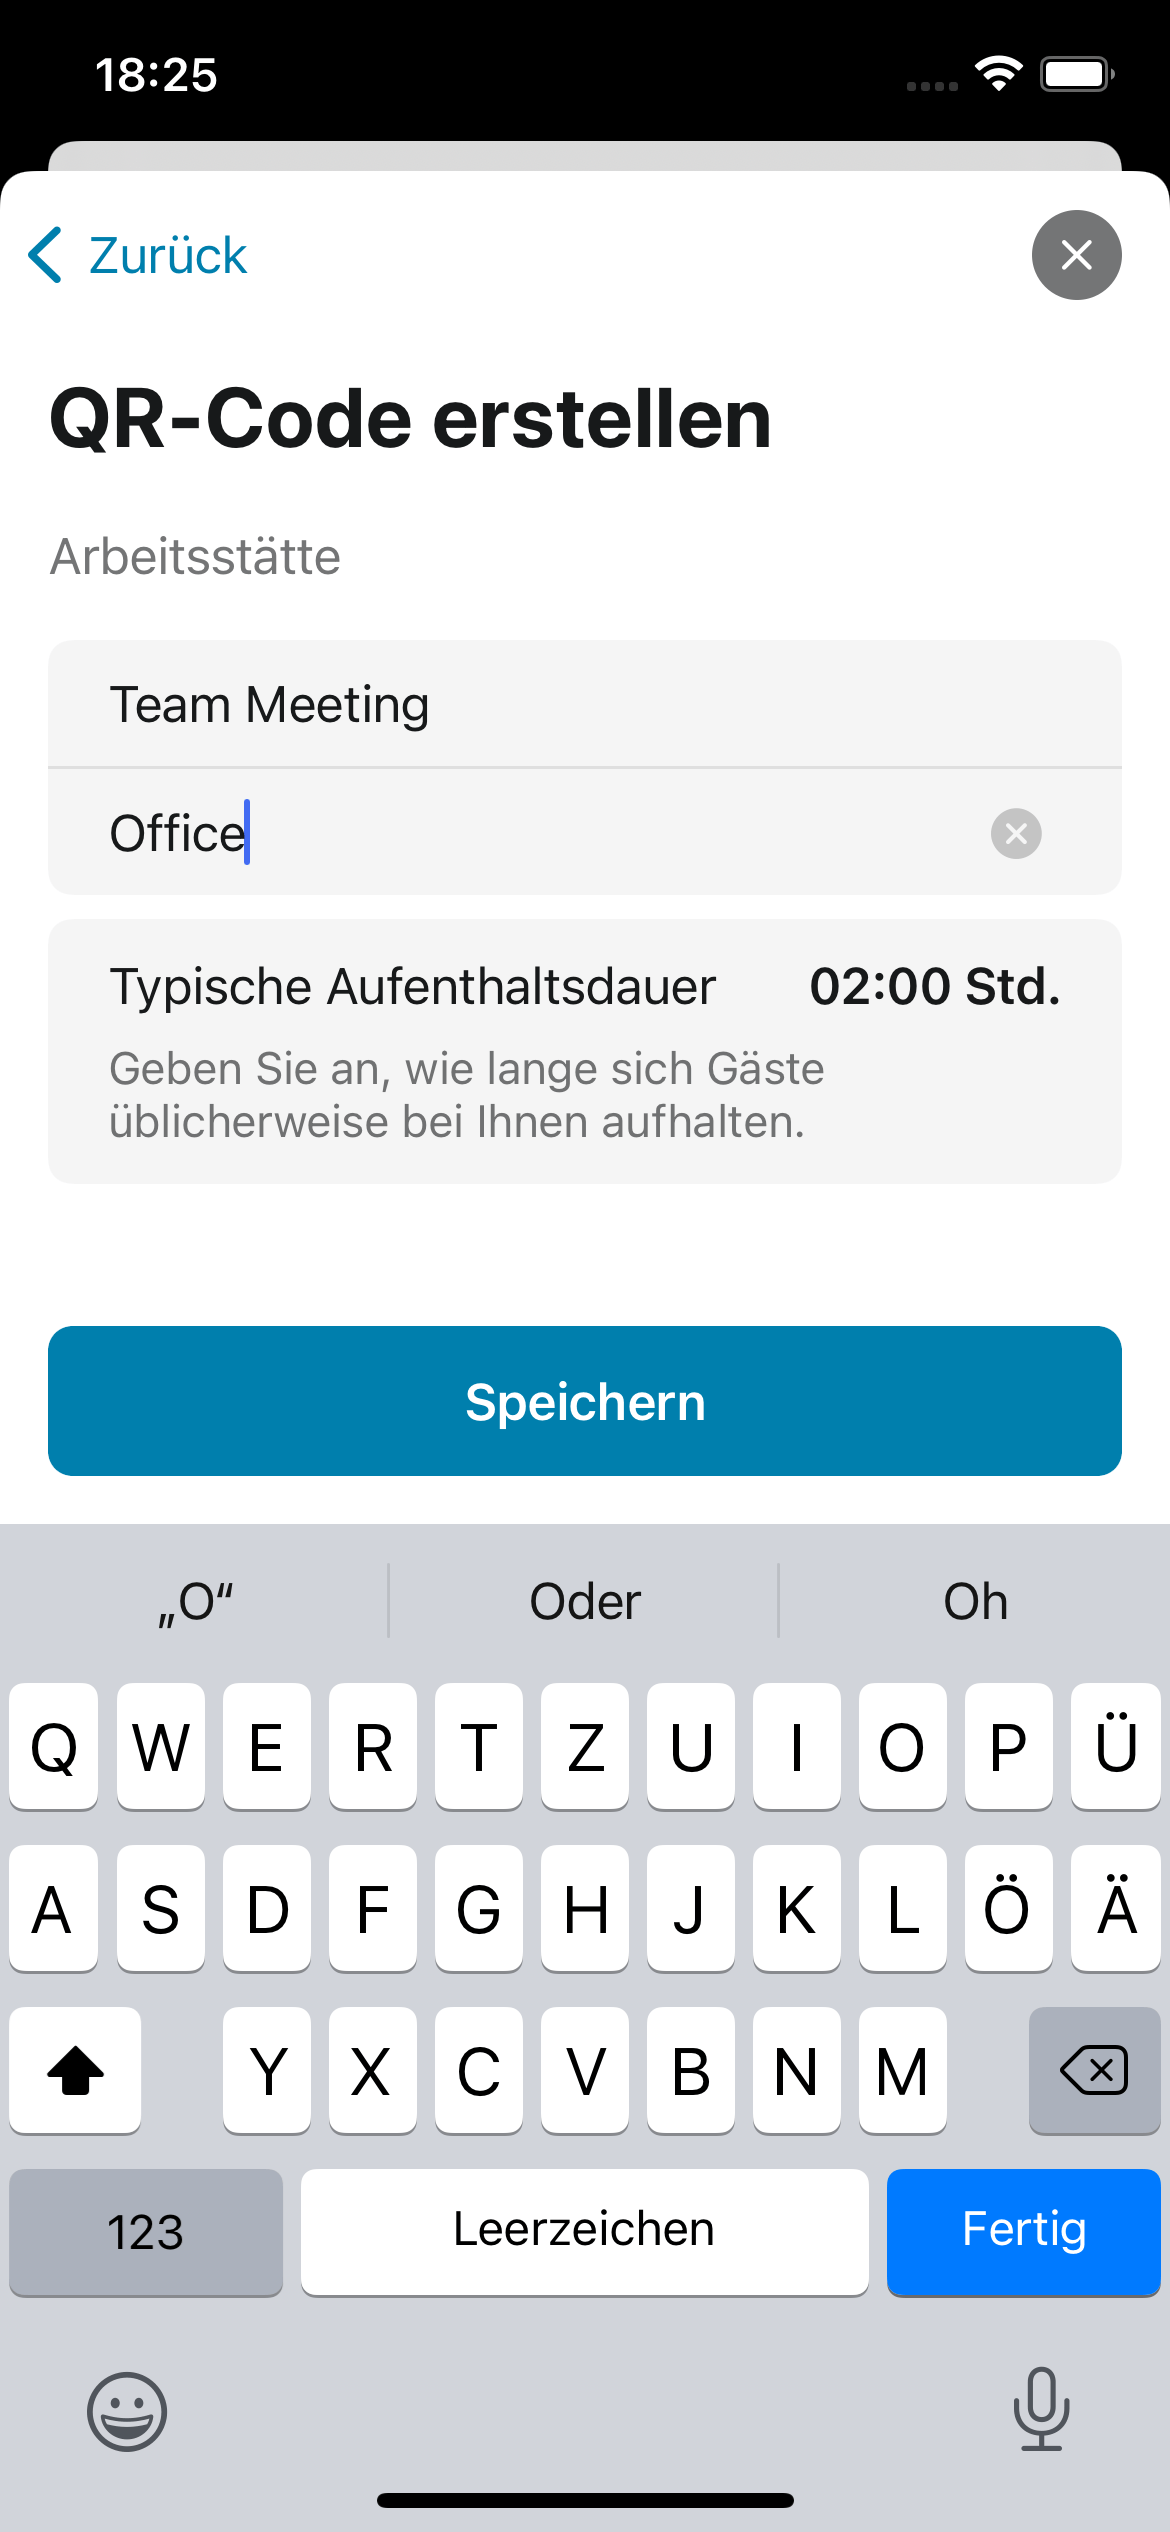 18:25
Zurück
QR-Code erstellen
Arbeitsstätte
Team Meeting
Office
Typische Aufenthaltsdauer 02:00 Std.
Geben Sie an, wie lange sich Gäste
üblicherweise bei Ihnen aufhalten.
Speichern
„O“ Oder Oh
Q W E R T Z U I O P Ü
A S D F G H J K L Ö Ä
Y X C V B N M
123 Leerzeichen Fertig